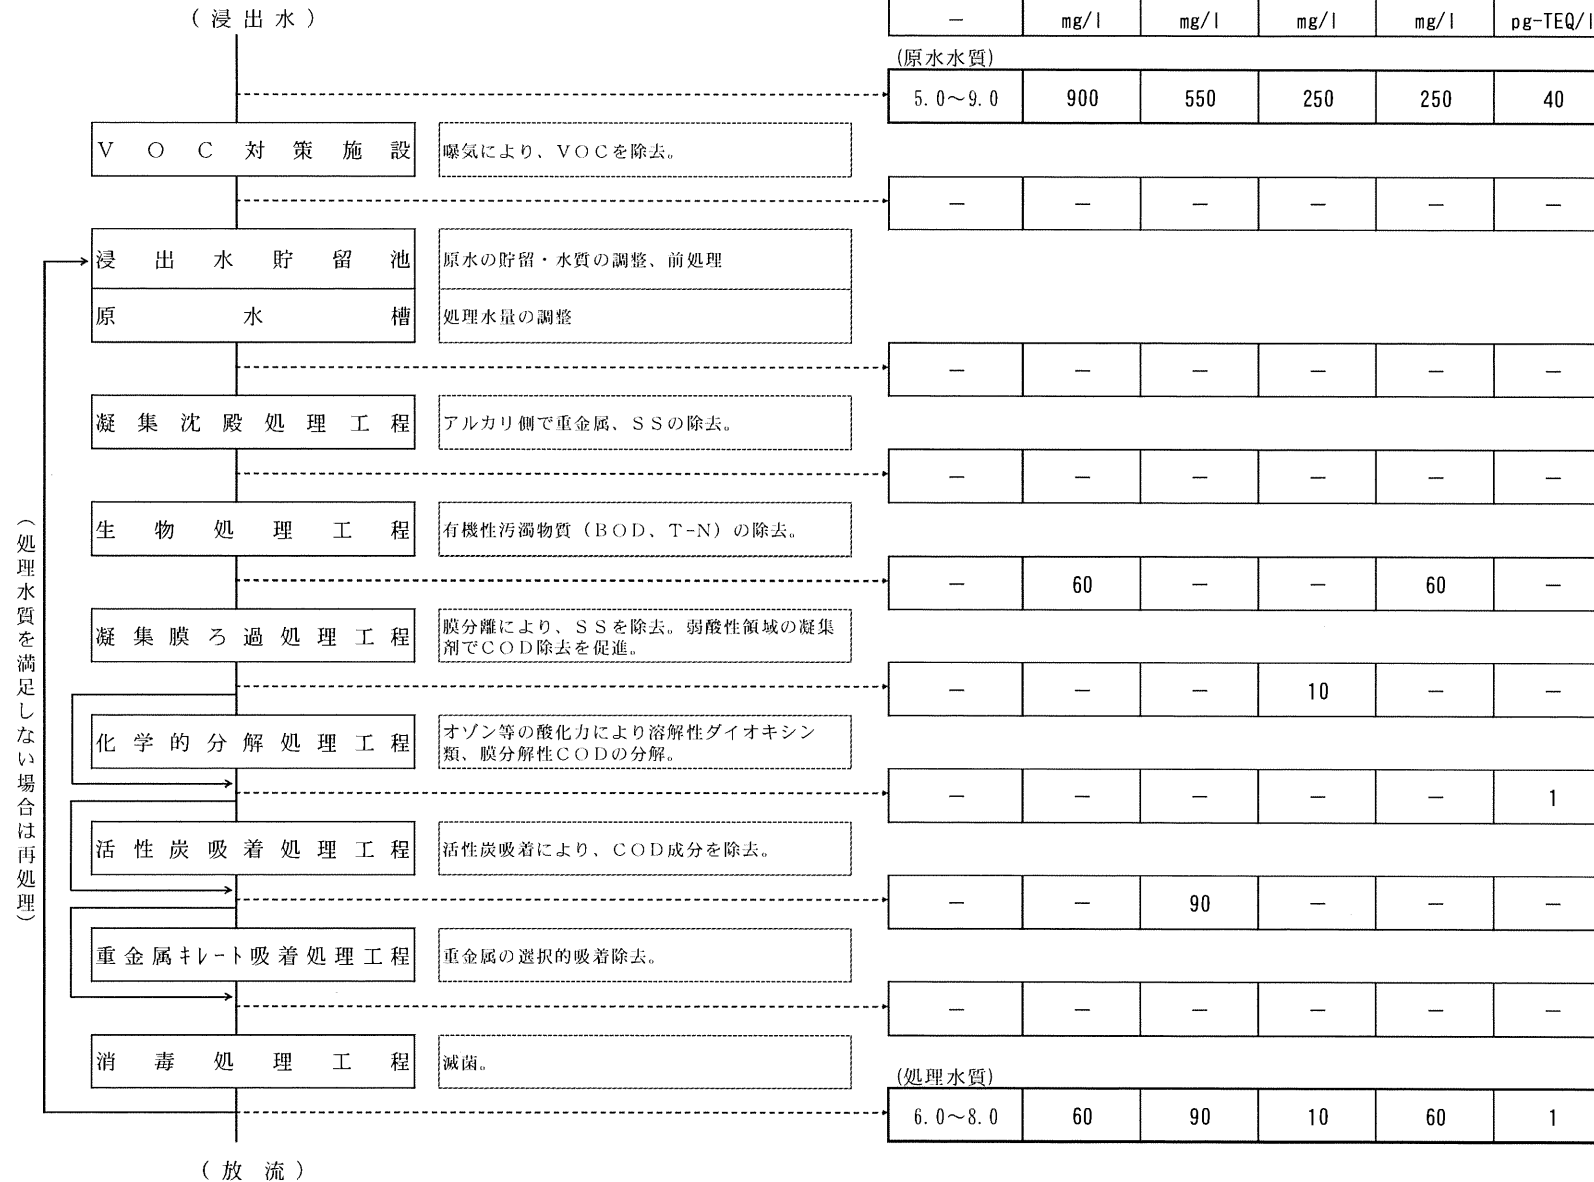 (浸出水)
－ mg/l mg/l mg/l mg/l pg-TEQ/l
(原水水質)
5.0～9.0 900 550 250 250 40
VOC対策施設 曝気により、VOCを除去。
－ － － － － －
浸出水貯留池 原水の貯留・水質の調整、前処理
原水槽 処理水量の調整
－ － － － － －
凝集沈殿処理工程 アルカリ側で重金属、SSの除去。
－ － － － － －
生物処理工程 有機性汚濁物質（BOD、T-N）の除去。
－ 60 － － 60 －
凝集膜ろ過処理工程 膜分離により、SSを除去。弱酸性領域の凝集
剤でCOD除去を促進。
－ － － 10 － －
化学的分解処理工程 オゾン等の酸化力により溶解性ダイオキシン
類、膜分解性CODの分解。
－ － － － － 1
活性炭吸着処理工程 活性炭吸着により、COD成分を除去。
－ － 90 － － －
重金属ｷﾚｰﾄ吸着処理工程 重金属の選択的吸着除去。
－ － － － － －
消毒処理工程 滅菌。
(処理水質)
6.0～8.0 60 90 10 60 1
(放流)
(処理水質を満足しない場合は再処理)